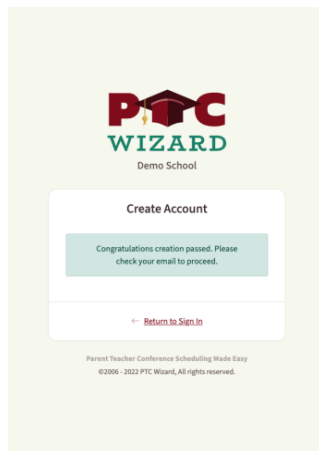 PTC
WIZARD
Demo School
Create Account
Congratulations creation passed. Please
check your email to proceed.
← Return to Sign In
Parent Teacher Conference Scheduling Made Easy
©2006 - 2022 PTC Wizard, All rights reserved.